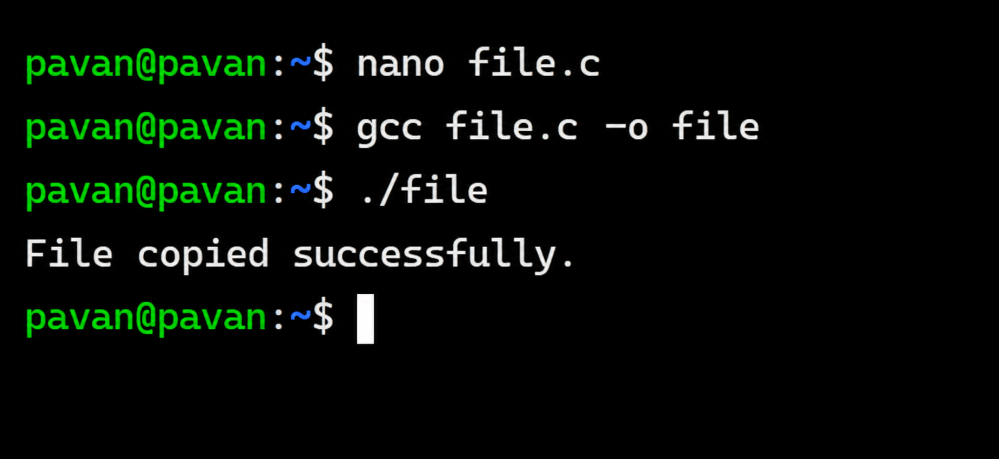 pavan@pavan:~$ nano file.c
pavan@pavan:~$ gcc file.c -o file
pavan@pavan:~$ ./file
File copied successfully.
pavan@pavan:~$